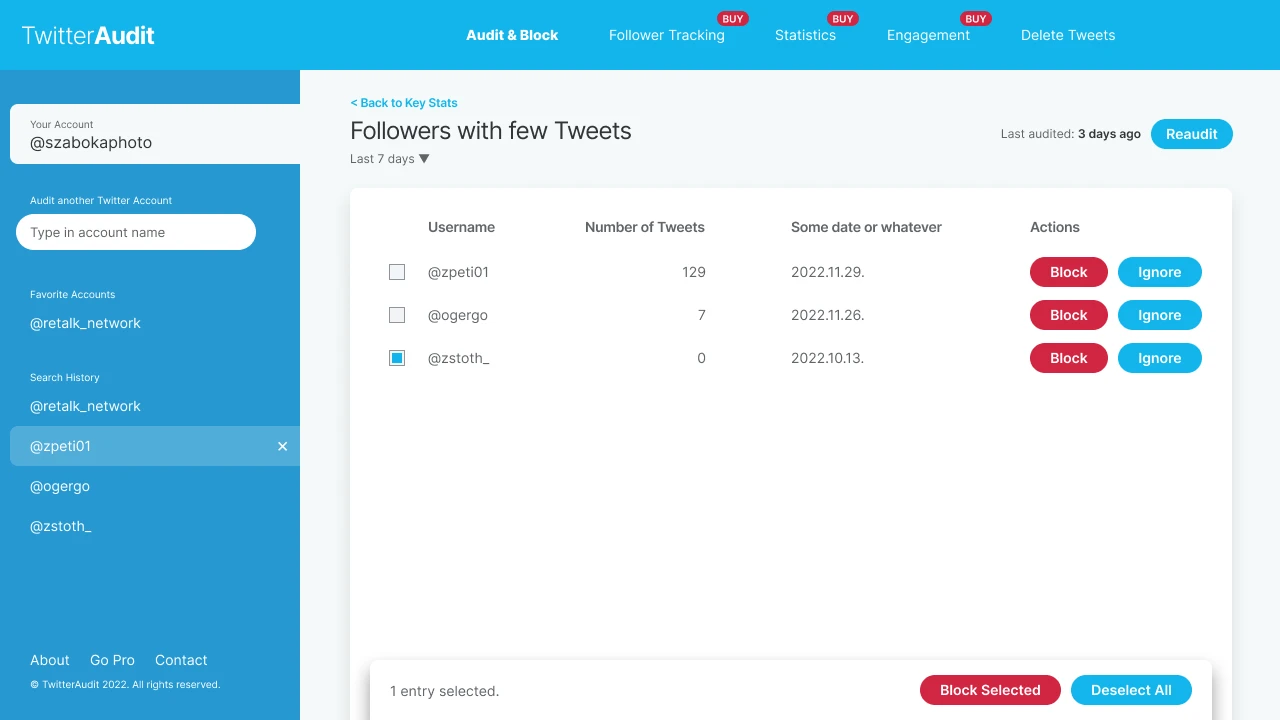 TwitterAudit
Audit & Block
Follower Tracking
BUY
Statistics
BUY
Engagement
BUY
Delete Tweets
Your Account
@szabokaphoto
Audit another Twitter Account
Type in account name
Favorite Accounts
@retalk_network
Search History
@retalk_network
@zpeti01 ✕
@ogergo
@zstoth_
About Go Pro Contact
© TwitterAudit 2022. All rights reserved.
< Back to Key Stats
Followers with few Tweets
Last 7 days ▼
Last audited: 3 days ago Reaudit
Username Number of Tweets Some date or whatever Actions
@zpeti01 129 2022.11.29. Block Ignore
@ogergo 7 2022.11.26. Block Ignore
@zstoth_ 0 2022.10.13. Block Ignore
1 entry selected. Block Selected Deselect All